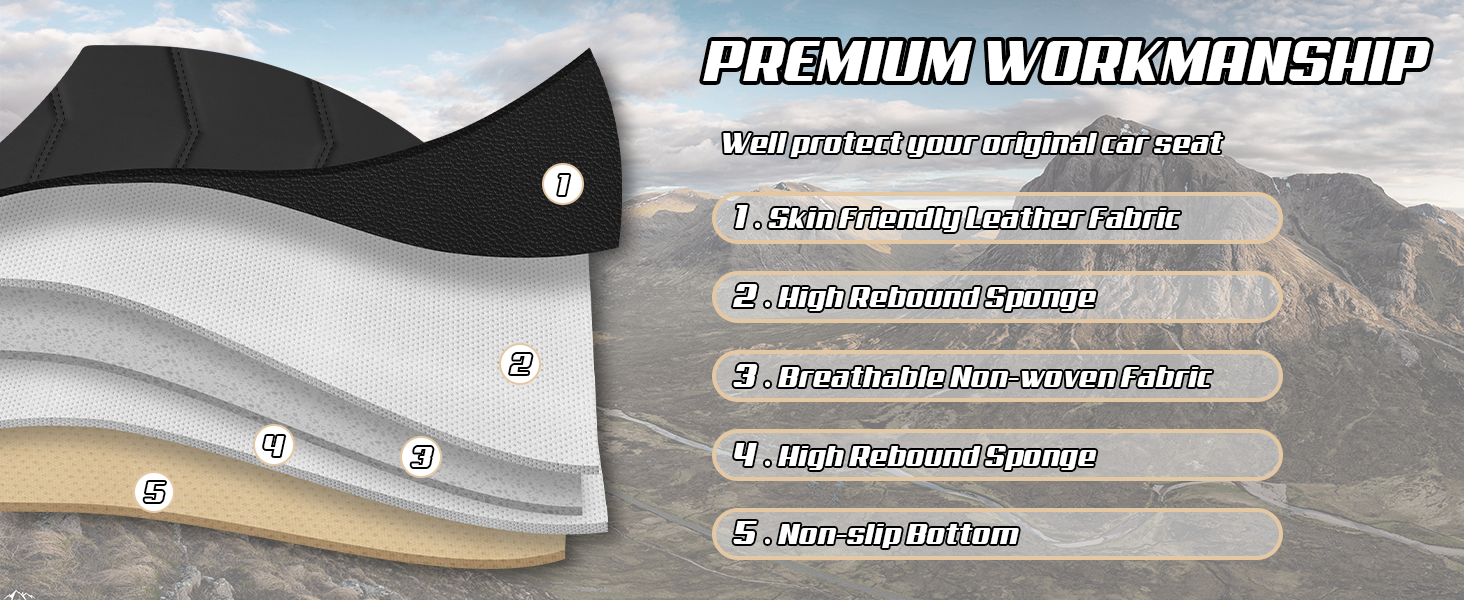 PREMIUM WORKMANSHIP
Well protect your original car seat
1
1. Skin Friendly Leather Fabric
2. High Rebound Sponge
2
3. Breathable Non-woven Fabric
4. High Rebound Sponge
4
3
5
5. Non-slip Bottom